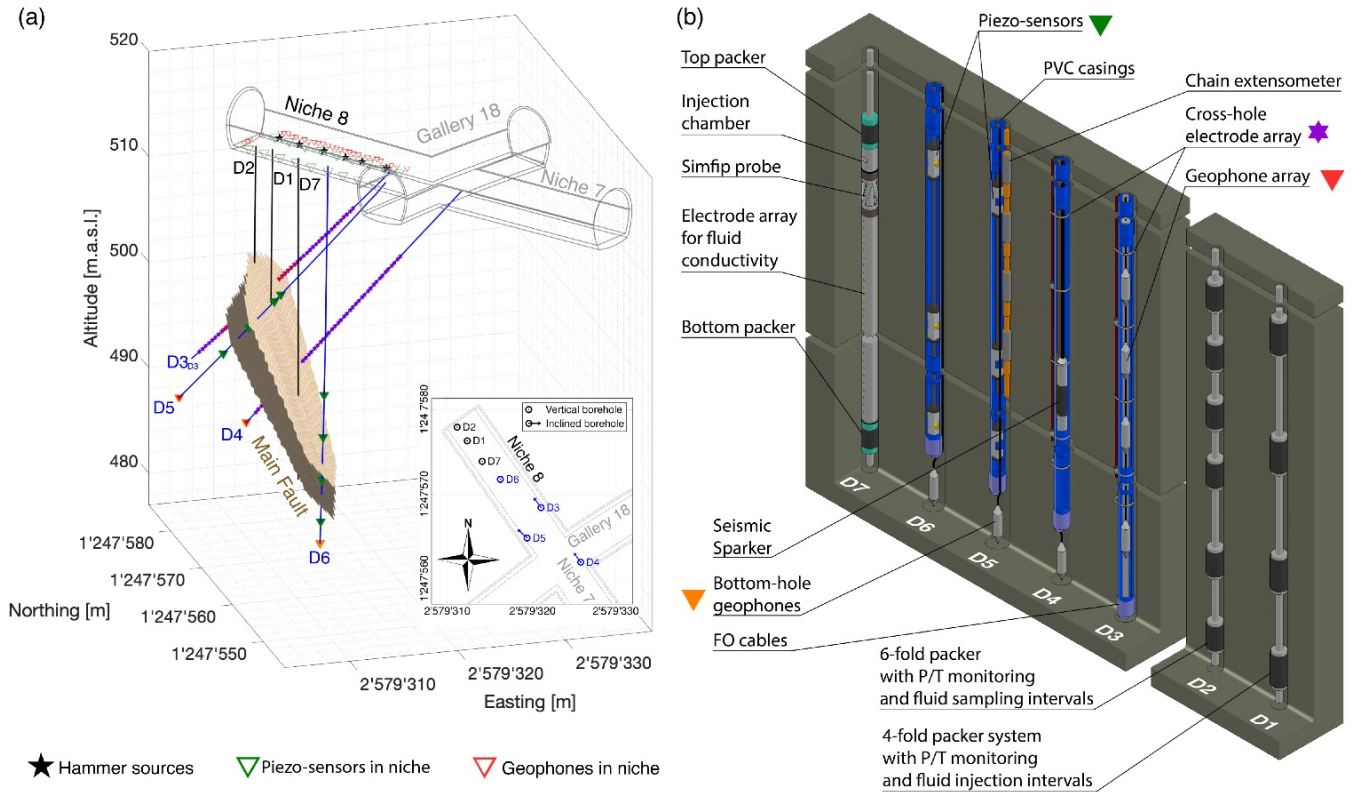 (a)
520
510
500
490
480
Altitude [m.a.s.l.]
Niche 8
Gallery 18
Niche 7
D2
D1
D7
D3
D3
D5
D4
Main Fault
D6
1'247'580
1'247'570
1'247'560
1'247'550
Northing [m]
2'579'310
2'579'320
2'579'330
Easting [m]
Vertical borehole
Inclined borehole
1'247'580
1'247'570
1'247'560
D2
D1
D7
D6
D3
D5
D4
Niche 8
Gallery 18
Niche 7
N
2'579'310
2'579'320
2'579'330
Hammer sources
Piezo-sensors in niche
Geophones in niche
(b)
Piezo-sensors
Top packer
PVC casings
Injection
chamber
Chain extensometer
Cross-hole
electrode array
Simfip probe
Geophone array
Electrode array
for fluid
conductivity
Bottom packer
D7
D6
D5
D4
D3
D2
D1
Seismic
Sparker
Bottom-hole
geophones
FO cables
6-fold packer
with P/T monitoring
and fluid sampling intervals
4-fold packer system
with P/T monitoring
and fluid injection intervals